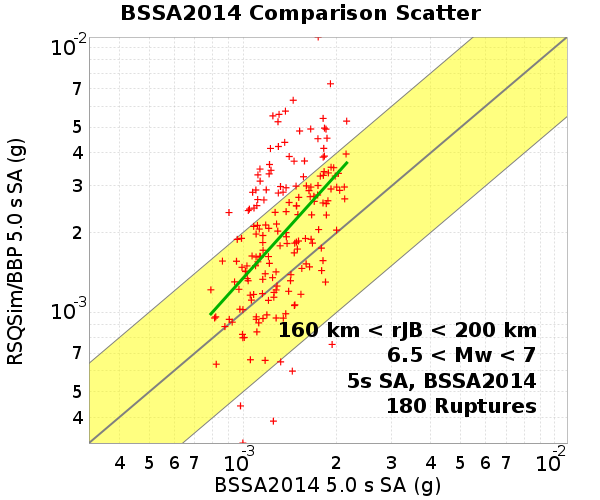 BSSA2014 Comparison Scatter
RSQSim/BBP 5.0 s SA (g)
10-2
7
5
4
3
2
10-3
7
5
4
160 km < rJB < 200 km
6.5 < Mw < 7
5s SA, BSSA2014
180 Ruptures
4 5 6 7 10-3 2 3 4 5 6 7 10-2
BSSA2014 5.0 s SA (g)